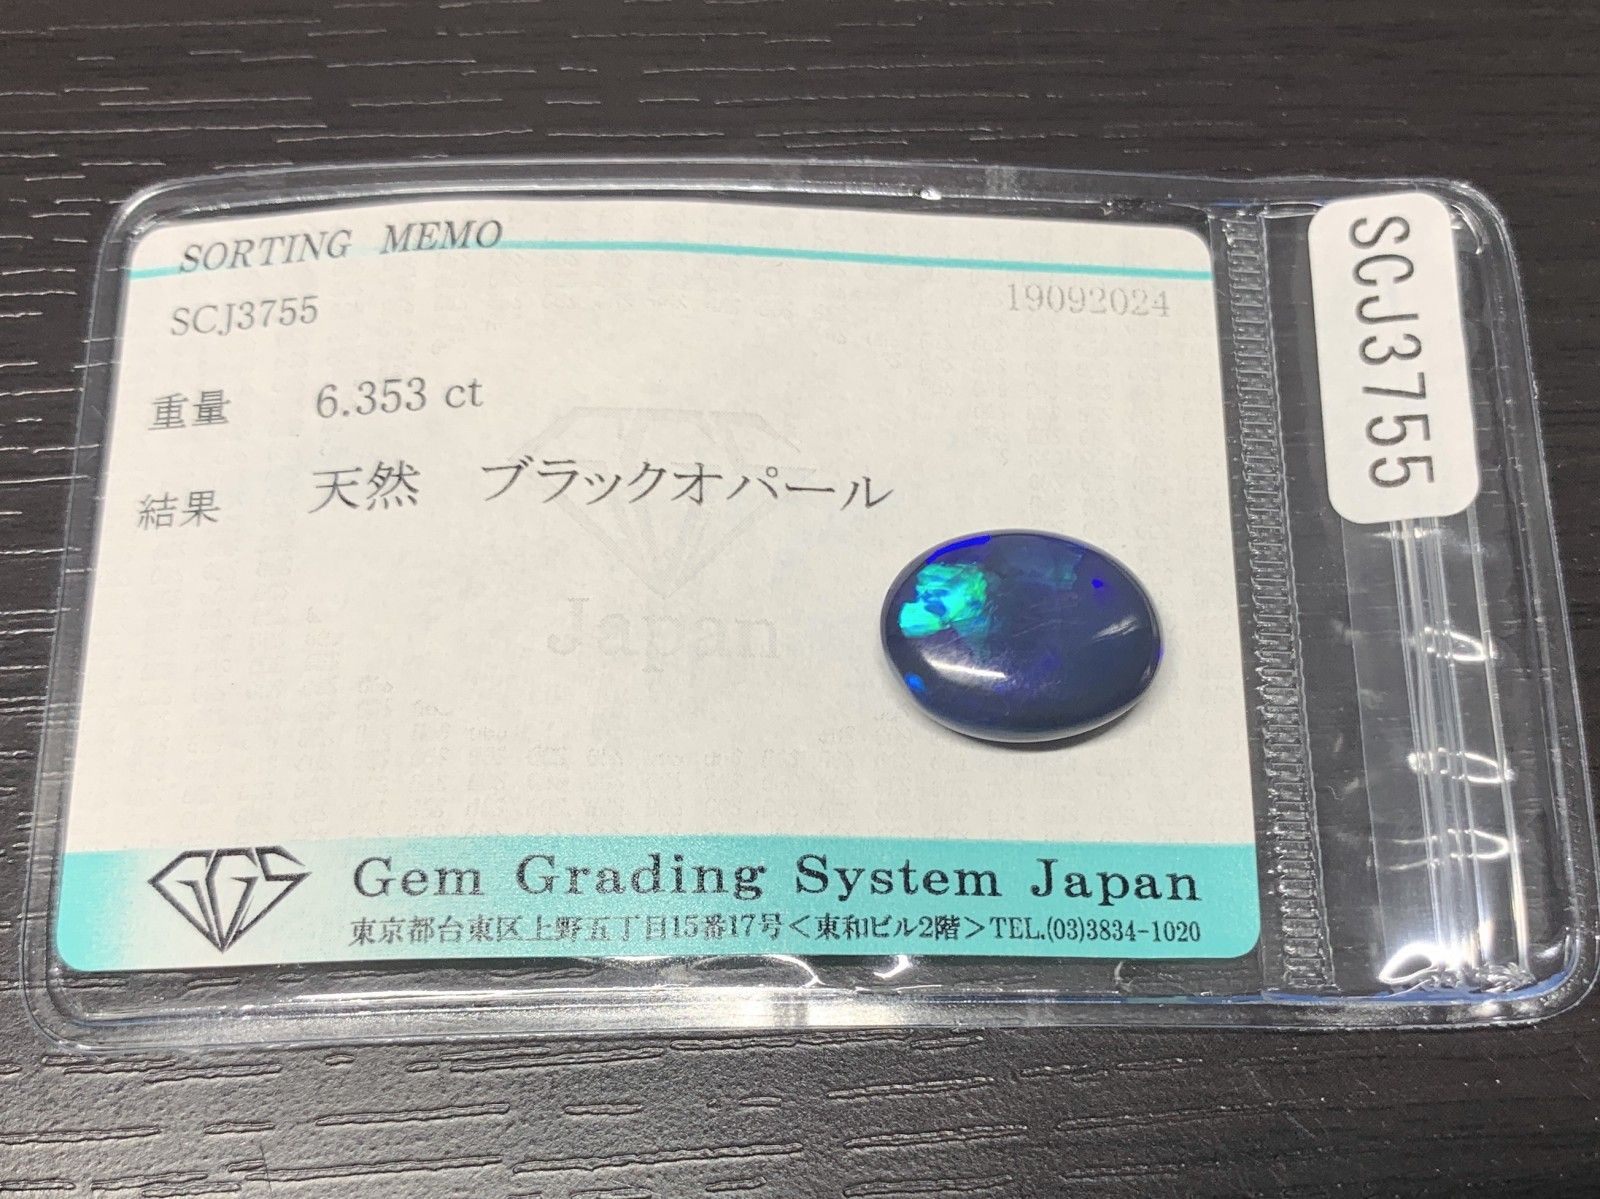 SORTING MEMO
SCJ3755
19092024
重量 6.353 ct
結果 天然 ブラックオパール
Japan
GGS
Gem Grading System Japan
東京都台東区上野五丁目15番17号<東和ビル2階>TEL.(03)3834-1020
SCJ3755